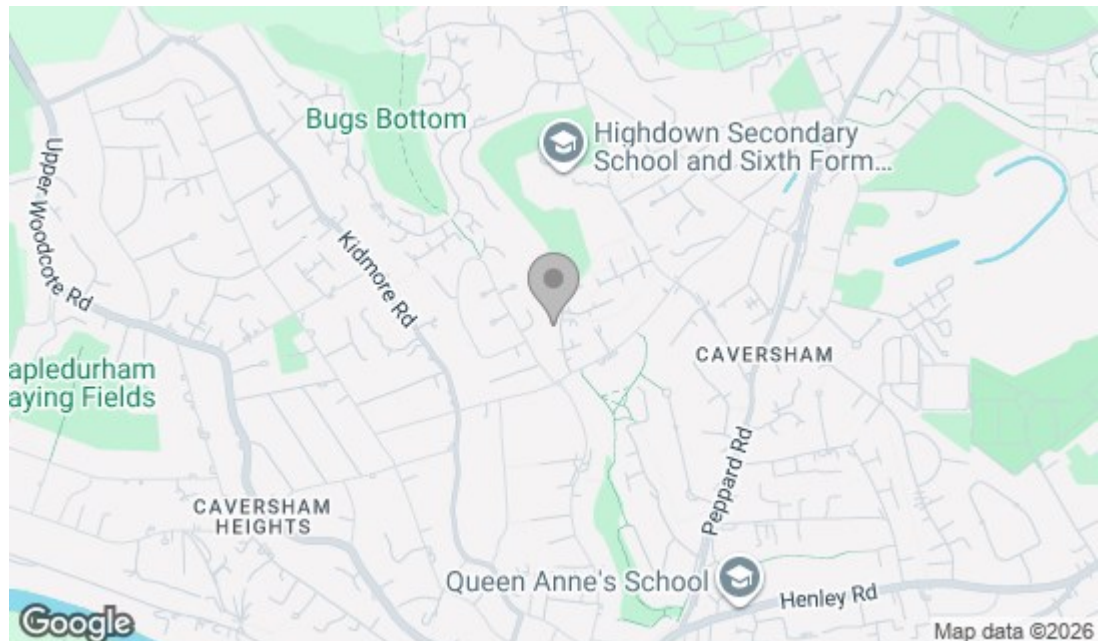 Bugs Bottom
Highdown Secondary
School and Sixth Form...
Upper Woodcote Rd
Kidmore Rd
CAVERSHAM
apledurham
aying Fields
Peppard Rd
CAVERSHAM
HEIGHTS
Queen Anne's School
Henley Rd
Google
Map data ©2026